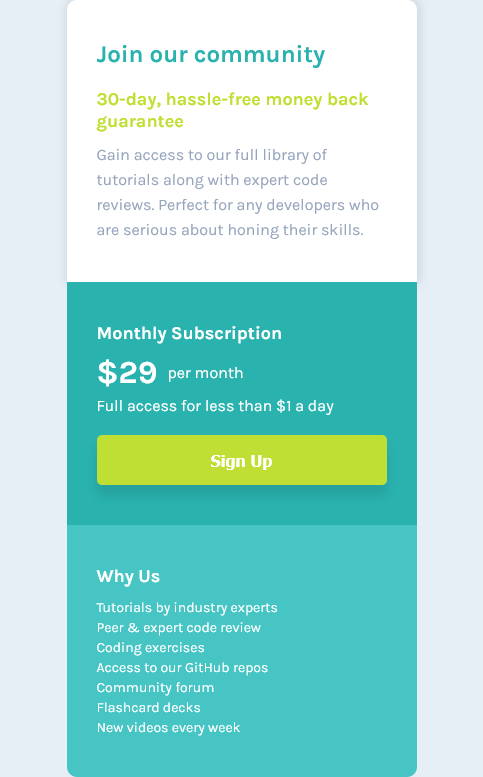 Join our community
30-day, hassle-free money back
guarantee
Gain access to our full library of
tutorials along with expert code
reviews. Perfect for any developers who
are serious about honing their skills.
Monthly Subscription
$29 per month
Full access for less than $1 a day
Sign Up
Why Us
Tutorials by industry experts
Peer & expert code review
Coding exercises
Access to our GitHub repos
Community forum
Flashcard decks
New videos every week